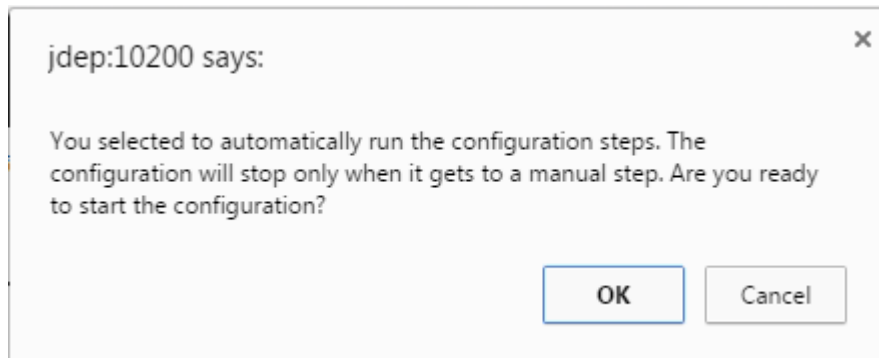 jdep:10200 says:
You selected to automatically run the configuration steps. The
configuration will stop only when it gets to a manual step. Are you ready
to start the configuration?
OK
Cancel